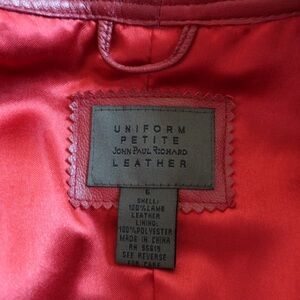 UNIFORM
PETITE
JOHN PAUL RICHARD
LEATHER
6
SHELL:
100% LAMB
LEATHER
LINING:
100% POLYESTER
MADE IN CHINA
RN 55615
SEE REVERSE
FOR CARE